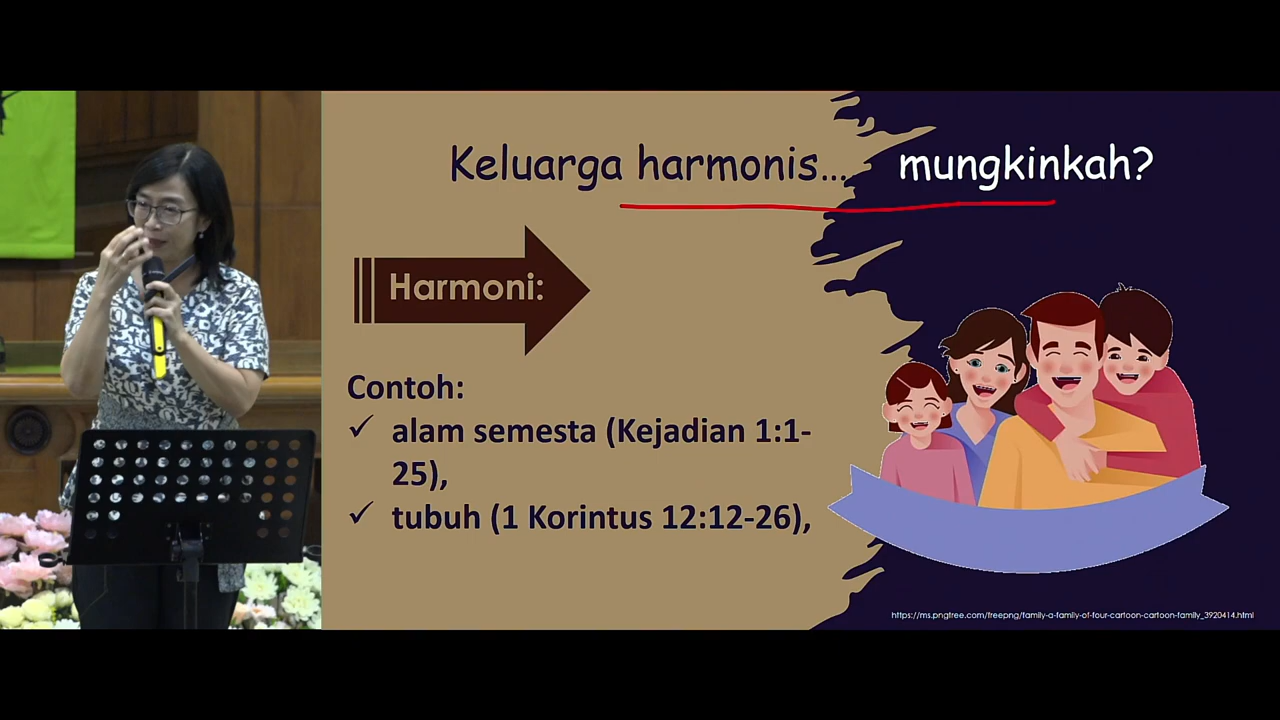 Keluarga harmonis... mungkinkah?
Harmoni:
Contoh:
✓ alam semesta (Kejadian 1:1-
25),
✓ tubuh (1 Korintus 12:12-26),
https://ms.pngtree.com/freepng/family-a-family-of-four-cartoon-cartoon-family_3920414.html